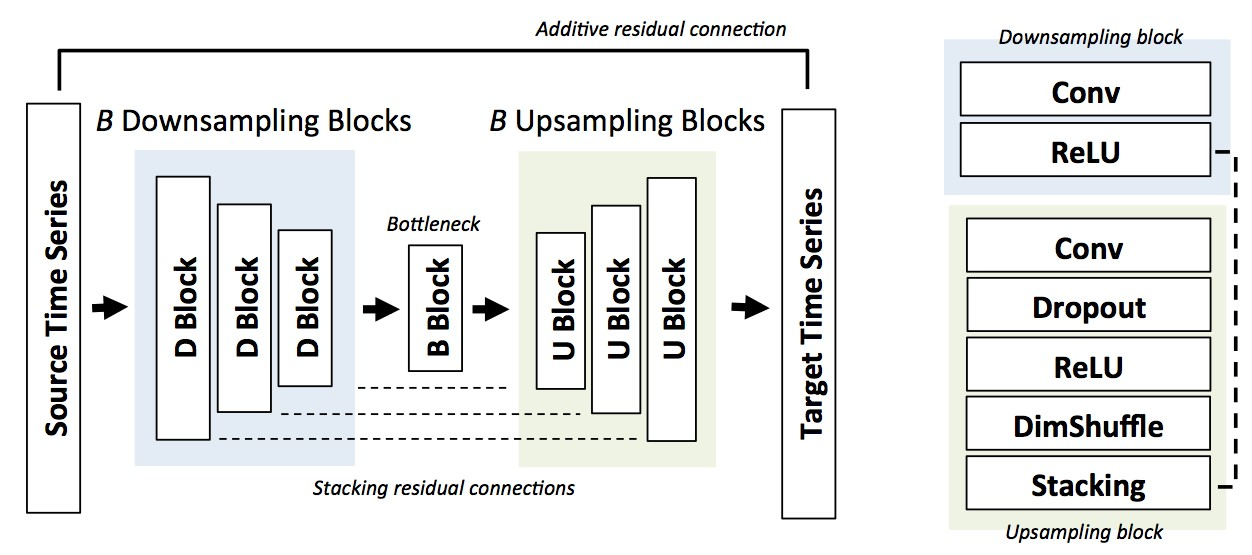 Additive residual connection
B Downsampling Blocks
B Upsampling Blocks
Source Time Series
D Block
D Block
D Block
Bottleneck
B Block
U Block
U Block
U Block
Target Time Series
Stacking residual connections
Downsampling block
Conv
ReLU
Conv
Dropout
ReLU
DimShuffle
Stacking
Upsampling block